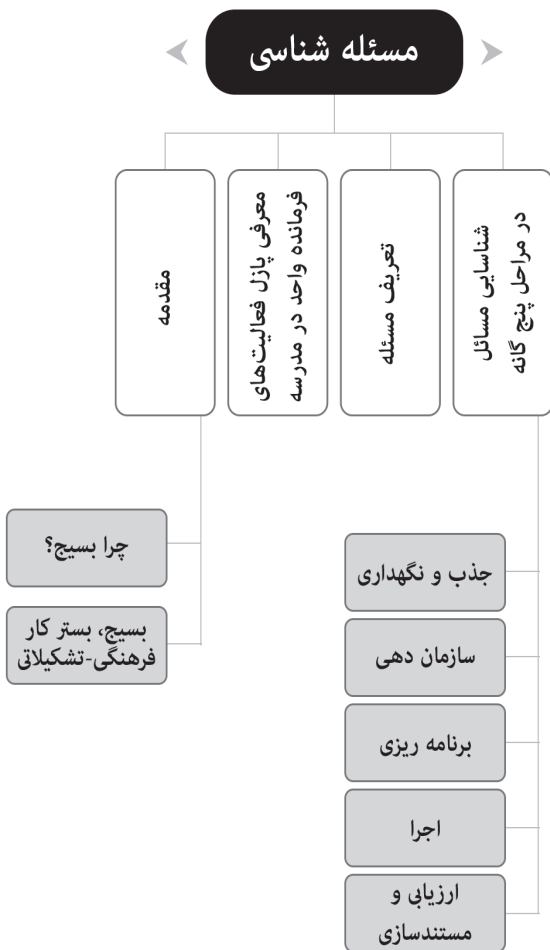 مسئله شناسی
شناسایی مسائل
در مراحل پنج گانه
تعریف مسئله
معرفی پازل فعالیت‌های
فرمانده واحد در مدرسه
مقدمه
جذب و نگهداری
سازمان دهی
برنامه ریزی
اجرا
ارزیابی و
مستندسازی
چرا بسیج؟
بسیج، بستر کار
فرهنگی-تشکیلاتی